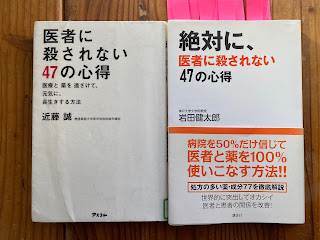 医者に
殺されない
47の心得
医療と薬を遠ざけて、
元気に、
長生きする方法
近藤 誠
アスコム
絶対に、
医者に殺されない
47の心得
岩田健太郎
病院を50%だけ信じて
医者と薬を100%
使いこなす方法!!
処方の多い薬・成分77を徹底解説
世界的に突出してオカシイ
医者と患者の関係を改善!
講談社